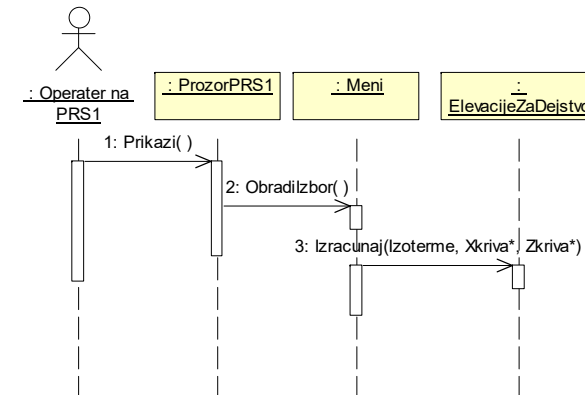 : Operater na
PRS1
: ProzorPRS1
: Meni
:
ElevacijeZaDejstvo
1: Prikazi( )
2: ObradiIzbor( )
3: Izracunaj(Izoterme, Xkriva*, Zkriva*)